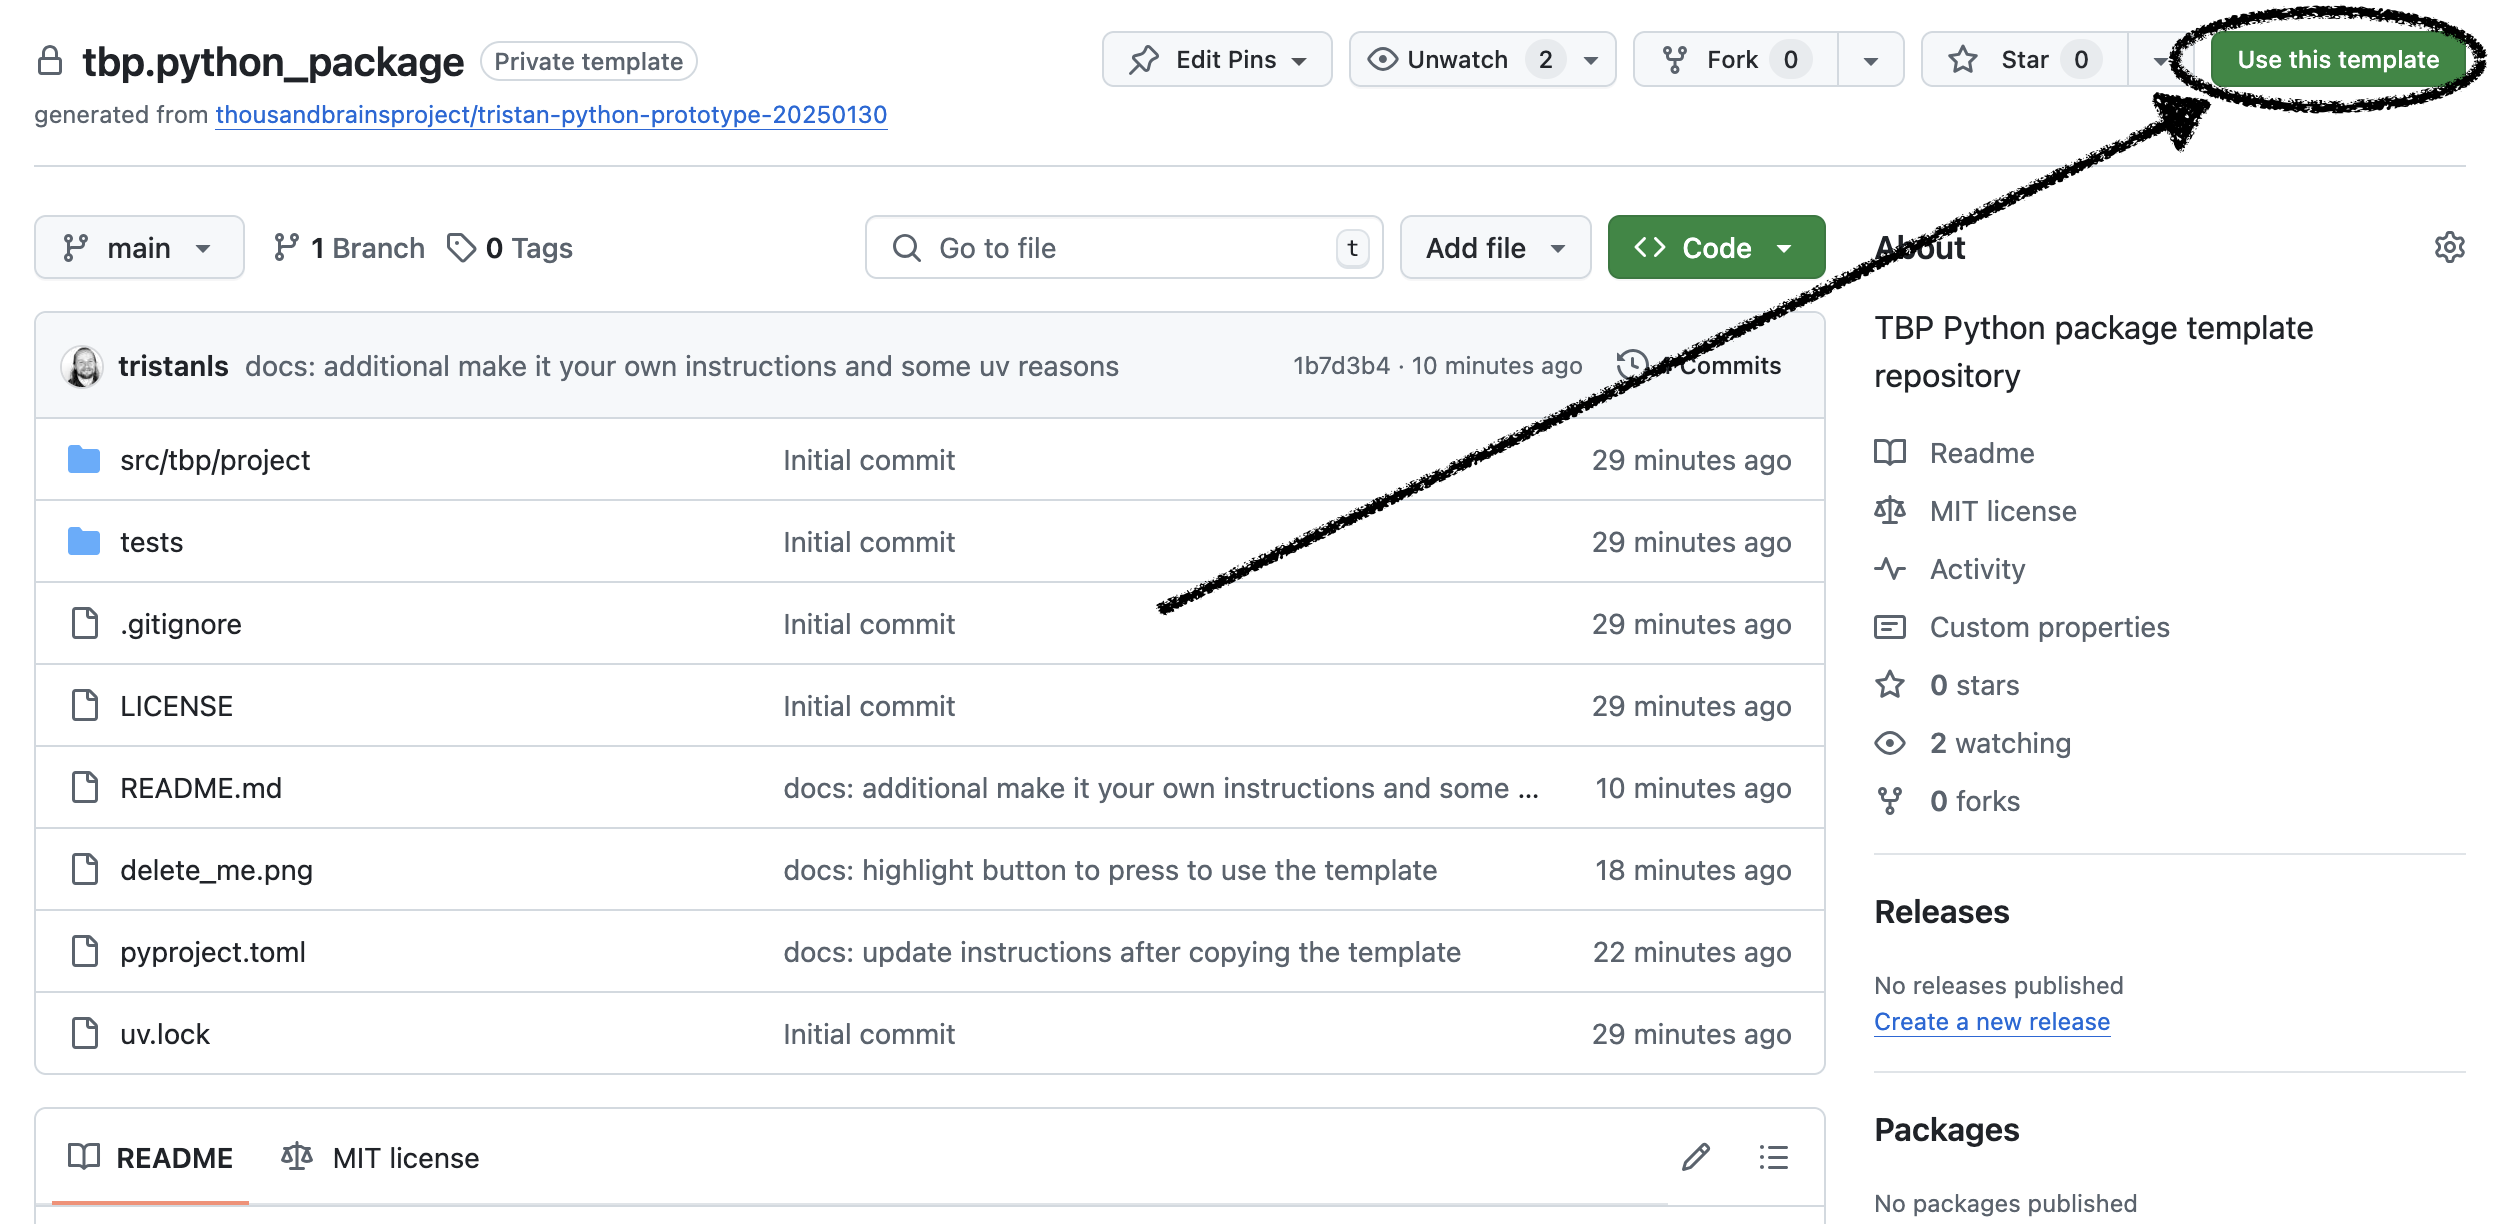 tbp.python_package Private template Edit Pins Unwatch 2 Fork 0 Star 0 Use this template
generated from thousandbrainsproject/tristan-python-prototype-20250130
main 1 Branch 0 Tags Go to file t Add file Code
tristanls docs: additional make it your own instructions and some uv reasons 1b7d3b4 · 10 minutes ago Commits
src/tbp/project Initial commit 29 minutes ago
tests Initial commit 29 minutes ago
.gitignore Initial commit 29 minutes ago
LICENSE Initial commit 29 minutes ago
README.md docs: additional make it your own instructions and some ... 10 minutes ago
delete_me.png docs: highlight button to press to use the template 18 minutes ago
pyproject.toml docs: update instructions after copying the template 22 minutes ago
uv.lock Initial commit 29 minutes ago
README MIT license
About
TBP Python package template
repository
Readme
MIT license
Activity
Custom properties
0 stars
2 watching
0 forks
Releases
No releases published
Create a new release
Packages
No packages published